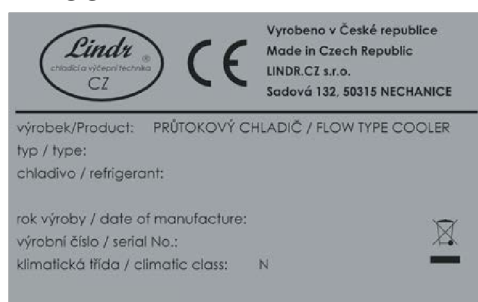 Lindr ®
chladící a výčepní technika
CZ
CE
Vyrobeno v České republice
Made in Czech Republic
LINDR.CZ s.r.o.
Sadová 132, 50315 NECHANICE
výrobek/Product: PRŮTOKOVÝ CHLADIČ / FLOW TYPE COOLER
typ / type:
chladivo / refrigerant:
rok výroby / date of manufacture:
výrobní číslo / serial No.:
klimatická třída / climatic class: N